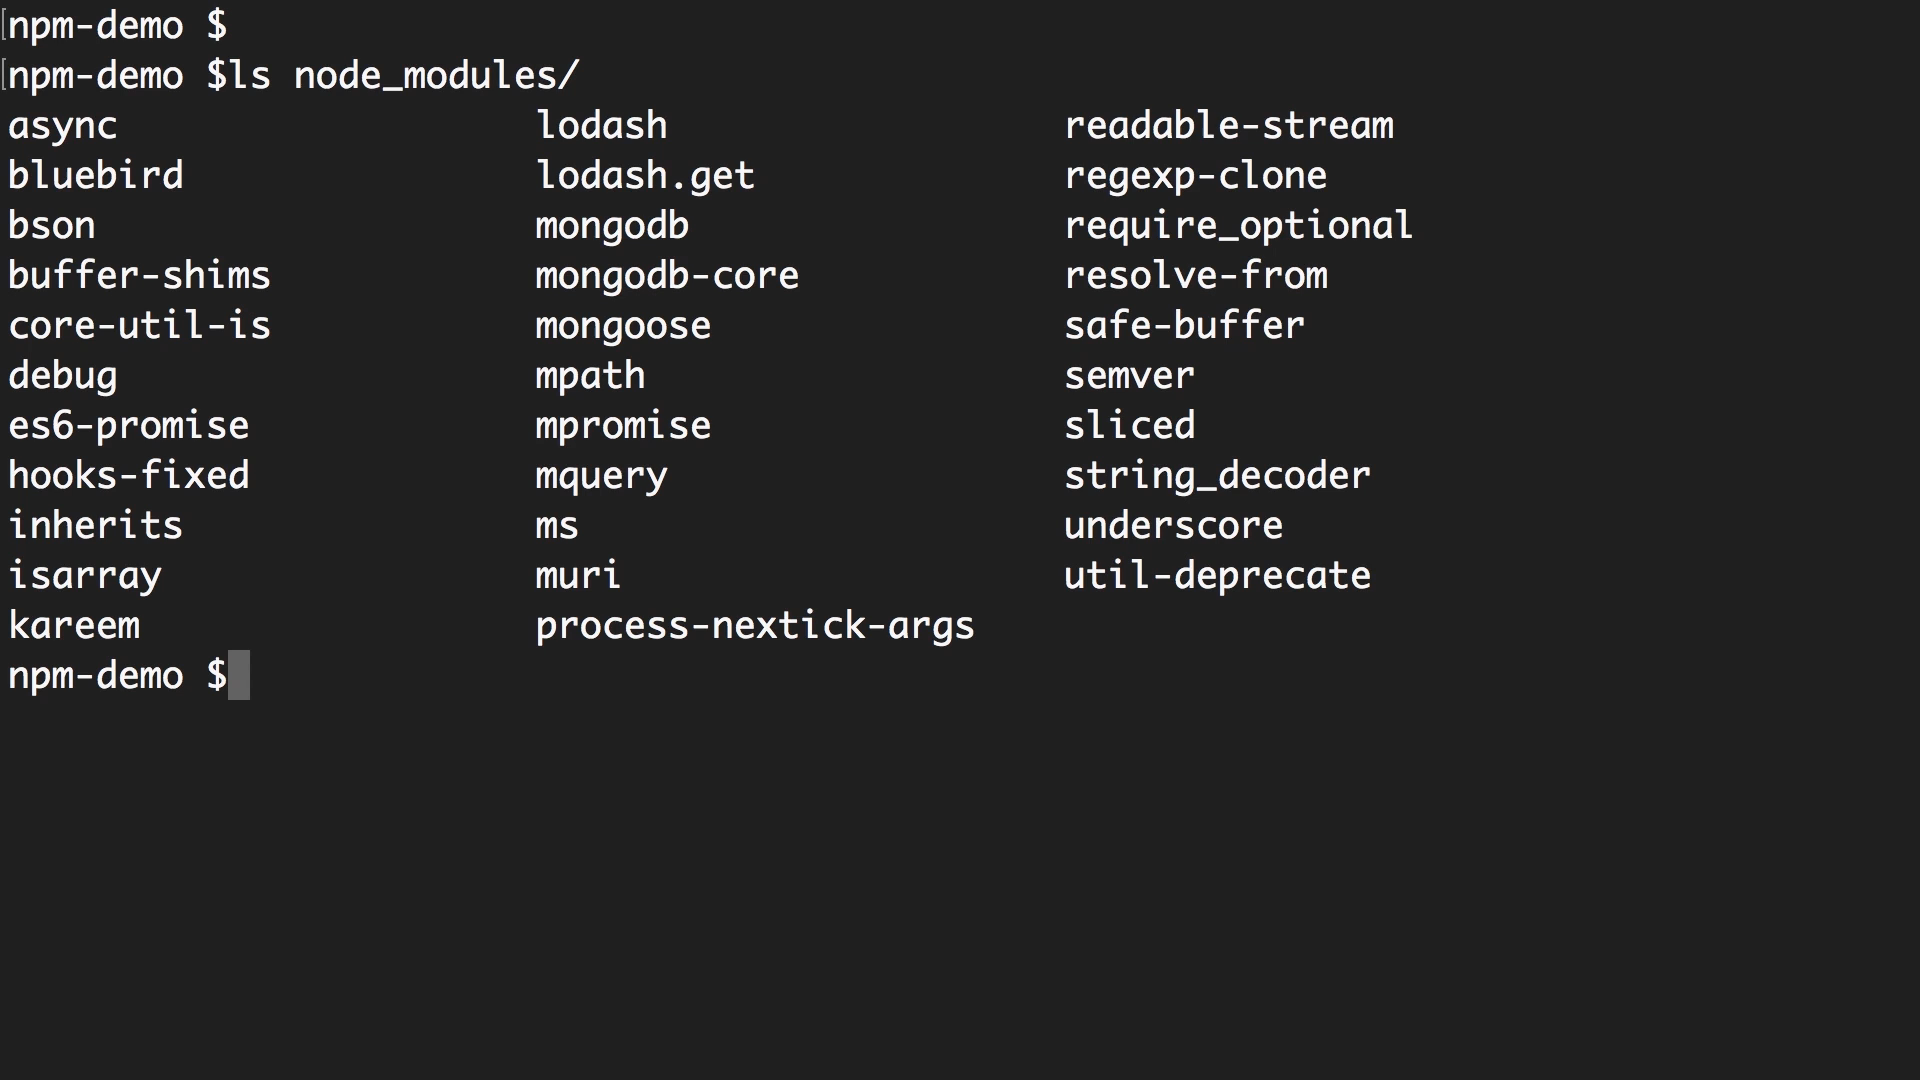 npm-demo $
npm-demo $ls node_modules/
async lodash readable-stream
bluebird lodash.get regexp-clone
bson mongodb require_optional
buffer-shims mongodb-core resolve-from
core-util-is mongoose safe-buffer
debug mpath semver
es6-promise mpromise sliced
hooks-fixed mquery string_decoder
inherits ms underscore
isarray muri util-deprecate
kareem process-nextick-args
npm-demo $